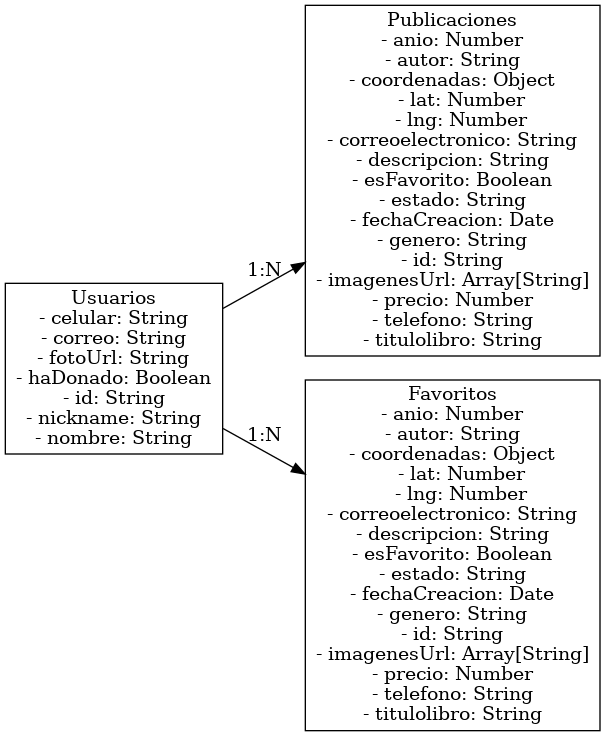 Usuarios
- celular: String
- correo: String
- fotoUrl: String
- haDonado: Boolean
- id: String
- nickname: String
- nombre: String
1:N
1:N
Publicaciones
- anio: Number
- autor: String
- coordenadas: Object
- lat: Number
- lng: Number
- correoelectronico: String
- descripcion: String
- esFavorito: Boolean
- estado: String
- fechaCreacion: Date
- genero: String
- id: String
- imagenesUrl: Array[String]
- precio: Number
- telefono: String
- titulolibro: String
Favoritos
- anio: Number
- autor: String
- coordenadas: Object
- lat: Number
- lng: Number
- correoelectronico: String
- descripcion: String
- esFavorito: Boolean
- estado: String
- fechaCreacion: Date
- genero: String
- id: String
- imagenesUrl: Array[String]
- precio: Number
- telefono: String
- titulolibro: String